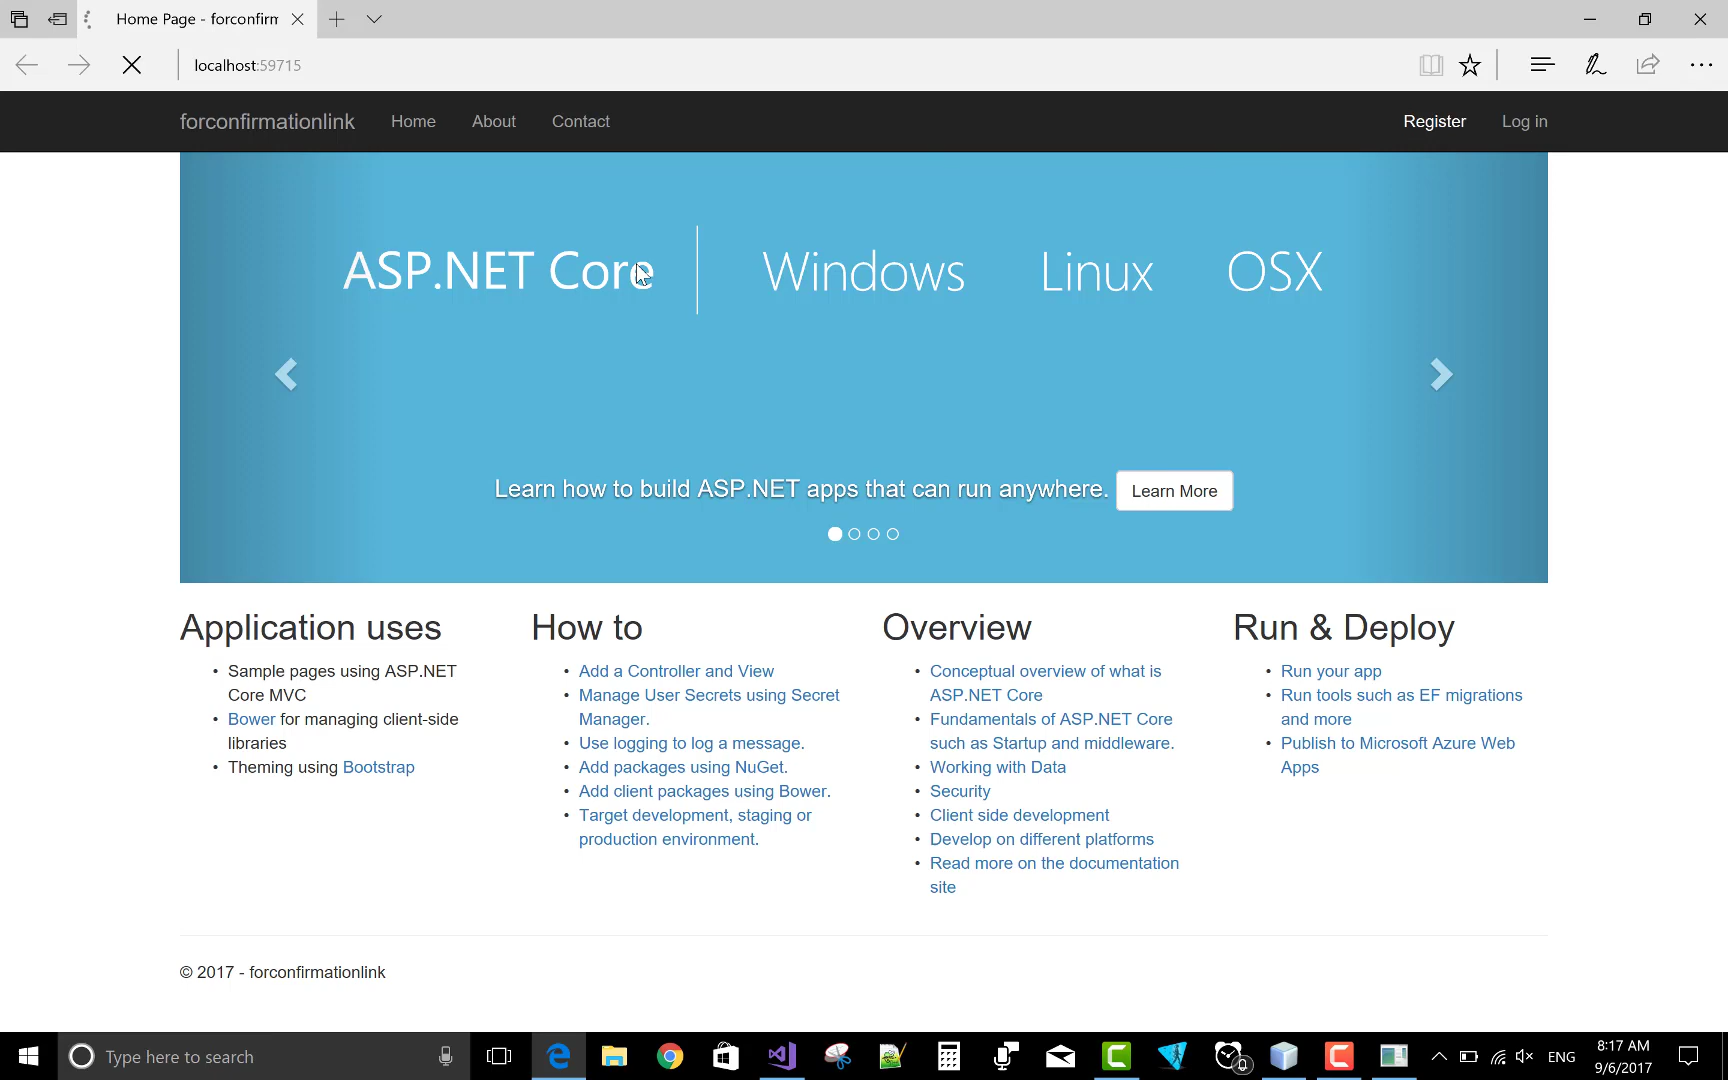 Home Page - forconfirm
localhost:59715
forconfirmationlink Home About Contact Register Log in
ASP.NET Core Windows Linux OSX
Learn how to build ASP.NET apps that can run anywhere. Learn More
Application uses
Sample pages using ASP.NET
Core MVC
Bower for managing client-side
libraries
Theming using Bootstrap
How to
Add a Controller and View
Manage User Secrets using Secret
Manager.
Use logging to log a message.
Add packages using NuGet.
Add client packages using Bower.
Target development, staging or
production environment.
Overview
Conceptual overview of what is
ASP.NET Core
Fundamentals of ASP.NET Core
such as Startup and middleware.
Working with Data
Security
Client side development
Develop on different platforms
Read more on the documentation
site
Run & Deploy
Run your app
Run tools such as EF migrations
and more
Publish to Microsoft Azure Web
Apps
© 2017 - forconfirmationlink
Type here to search
ENG
8:17 AM
9/6/2017